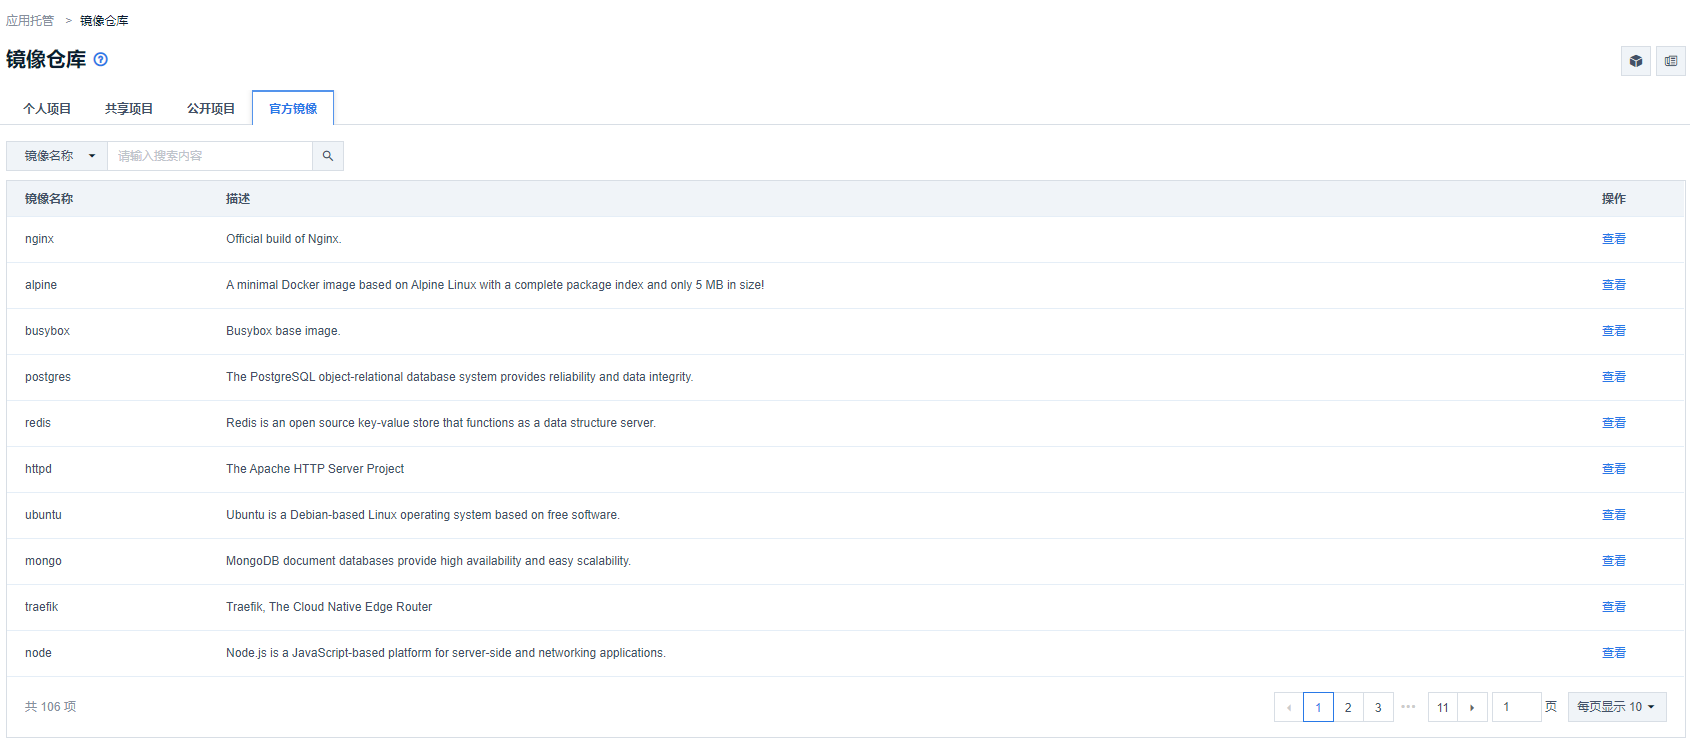 应用托管 > 镜像仓库
镜像仓库
个人项目 共享项目 公开项目 官方镜像
镜像名称 请输入搜索内容
镜像名称 描述 操作
nginx Official build of Nginx. 查看
alpine A minimal Docker image based on Alpine Linux with a complete package index and only 5 MB in size! 查看
busybox Busybox base image. 查看
postgres The PostgreSQL object-relational database system provides reliability and data integrity. 查看
redis Redis is an open source key-value store that functions as a data structure server. 查看
httpd The Apache HTTP Server Project 查看
ubuntu Ubuntu is a Debian-based Linux operating system based on free software. 查看
mongo MongoDB document databases provide high availability and easy scalability. 查看
traefik Traefik, The Cloud Native Edge Router 查看
node Node.js is a JavaScript-based platform for server-side and networking applications. 查看
共 106 项 1 2 3 ••• 11 1 页 每页显示 10